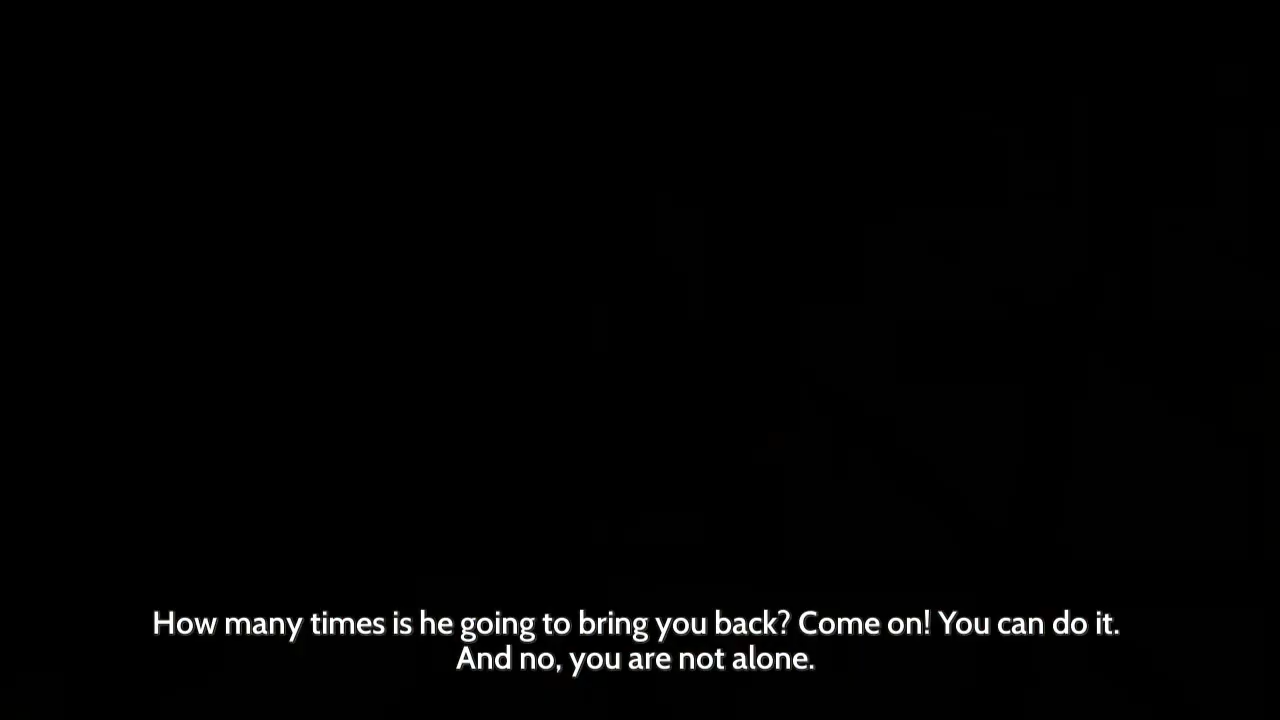 How many times is he going to bring you back? Come on! You can do it.
And no, you are not alone.